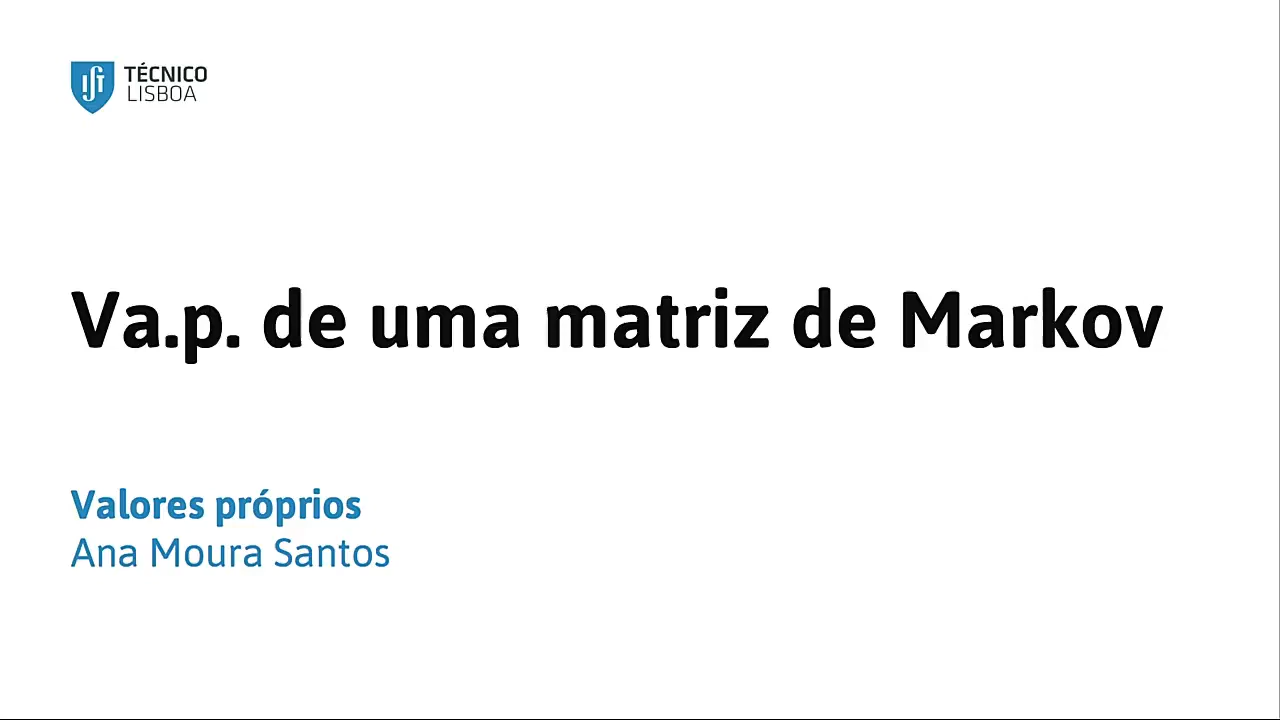 TÉCNICO
LISBOA
Va.p. de uma matriz de Markov
Valores próprios
Ana Moura Santos